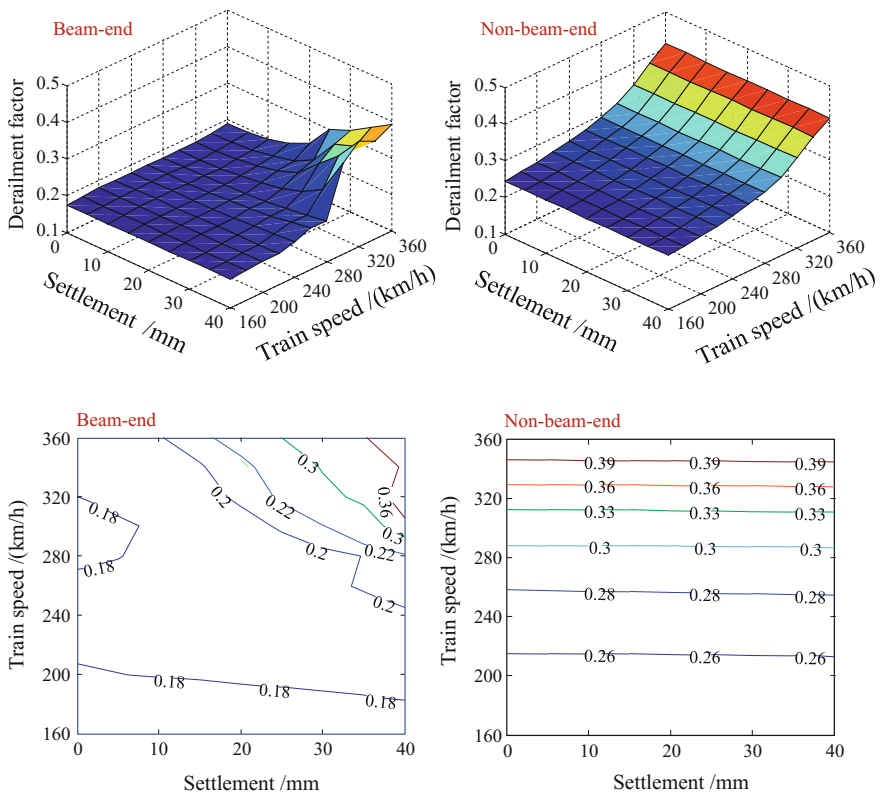 Beam-end
Derailment factor
0.5
0.4
0.3
0.2
0.1
0
10
20
30
40
Settlement /mm
160
200
240
280
320
360
Train speed /(km/h)
Non-beam-end
Derailment factor
0.5
0.4
0.3
0.2
0.1
0
10
20
30
40
Settlement /mm
160
200
240
280
320
360
Train speed /(km/h)
Beam-end
Train speed /(km/h)
360
320
280
240
200
160
0.3
0.36
0.2
0.22
0.18
0.3
0.2
0.22
0.18
0.2
0.18
0.18
0.18
0 10 20 30 40
Settlement /mm
Non-beam-end
Train speed /(km/h)
360
320
280
240
200
160
0.39 0.39 0.39
0.36 0.36 0.36
0.33 0.33 0.33
0.3 0.3 0.3
0.28 0.28 0.28
0.26 0.26 0.26
0 10 20 30 40
Settlement /mm